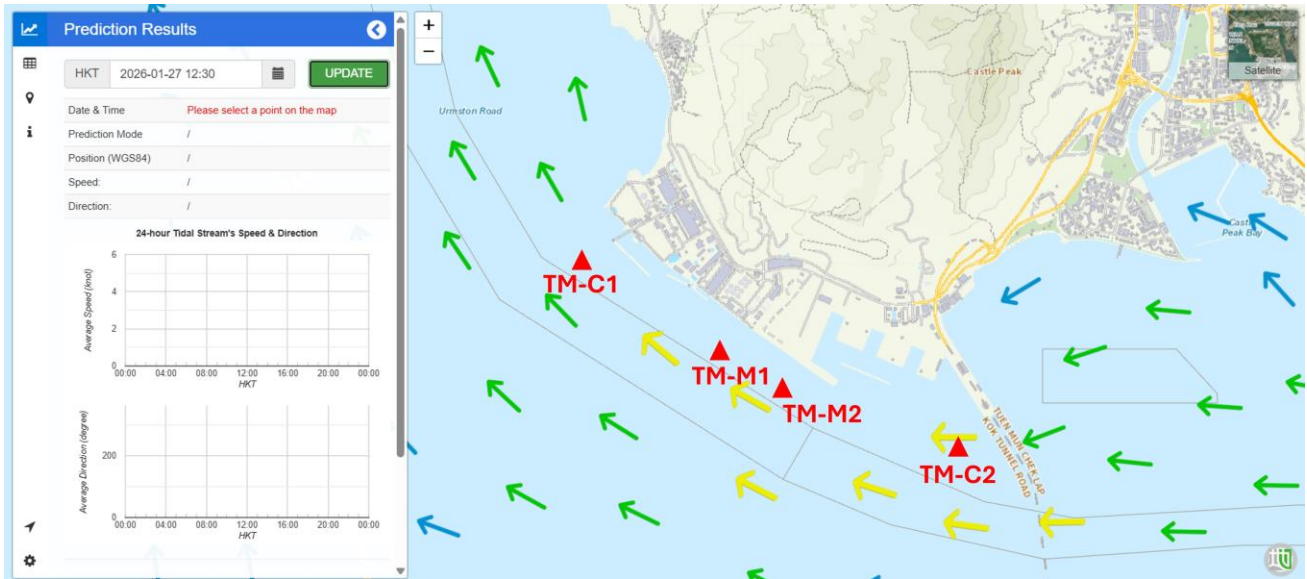 Prediction Results
HKT 2026-01-27 12:30 UPDATE
Date & Time Please select a point on the map
Prediction Mode /
Position (WGS84) /
Speed: /
Direction: /
24-hour Tidal Stream's Speed & Direction
Average Speed (knot)
6
4
2
0
00:00 04:00 08:00 12:00 16:00 20:00 00:00
HKT
Average Direction (degree)
200
0
00:00 04:00 08:00 12:00 16:00 20:00 00:00
HKT
+
−
Urmston Road
Castle Peak
Satellite
Castle
Peak Bay
TM-C1
TM-M1
TM-M2
TM-C2
TUEN MUN CHEK LAP
KOK TUNNEL ROAD